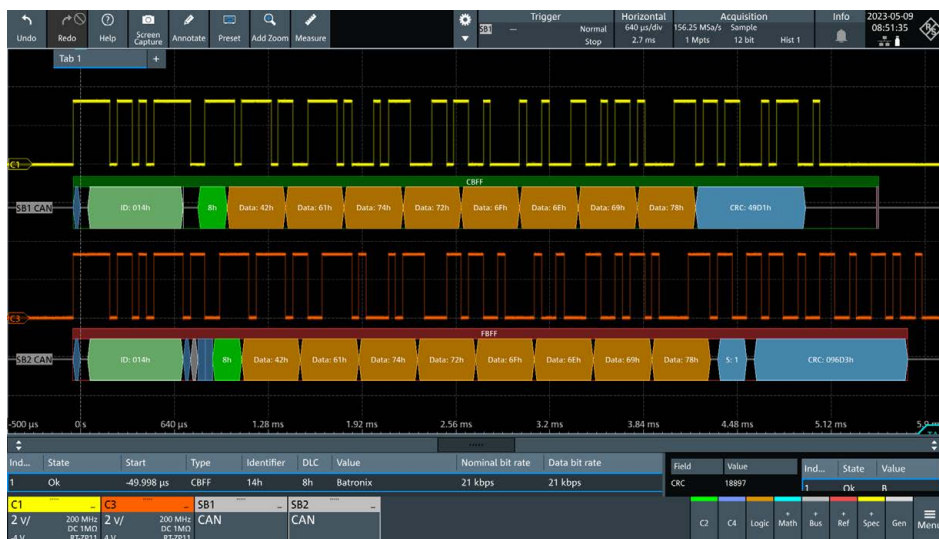 Undo
Redo
Help
Screen Capture
Annotate
Preset
Add Zoom
Measure
SB1
Trigger
Normal
Stop
Horizontal
640 µs/div
2.7 ms
Acquisition
156.25 MSa/s Sample
1 Mpts 12 bit Hist 1
Info
2023-05-09
08:51:35
Tab 1 +
C1
CBFF
SB1 CAN
ID: 014h 8h Data: 42h Data: 61h Data: 74h Data: 72h Data: 6Fh Data: 6Eh Data: 69h Data: 78h CRC: 49D1h
C3
FBFF
SB2 CAN
ID: 014h 8h Data: 42h Data: 61h Data: 74h Data: 72h Data: 6Fh Data: 6Eh Data: 69h Data: 78h S: 1 CRC: 096D3h
-500 µs 0 s 640 µs 1.28 ms 1.92 ms 2.56 ms 3.2 ms 3.84 ms 4.48 ms 5.12 ms
Ind... State Start Type Identifier DLC Value Nominal bit rate Data bit rate
1 Ok -49.998 µs CBFF 14h 8h Batronix 21 kbps 21 kbps
Field Value
CRC 18897
Ind... State Value
1 Ok B
C1
2 V/
200 MHz
DC 1MΩ
RT-ZP11
-4 V
C3
2 V/
200 MHz
DC 1MΩ
RT-ZP11
SB1
CAN
SB2
CAN
C2
C4
Logic
+ Math
+ Bus
+ Ref
+ Spec
Gen
Menu